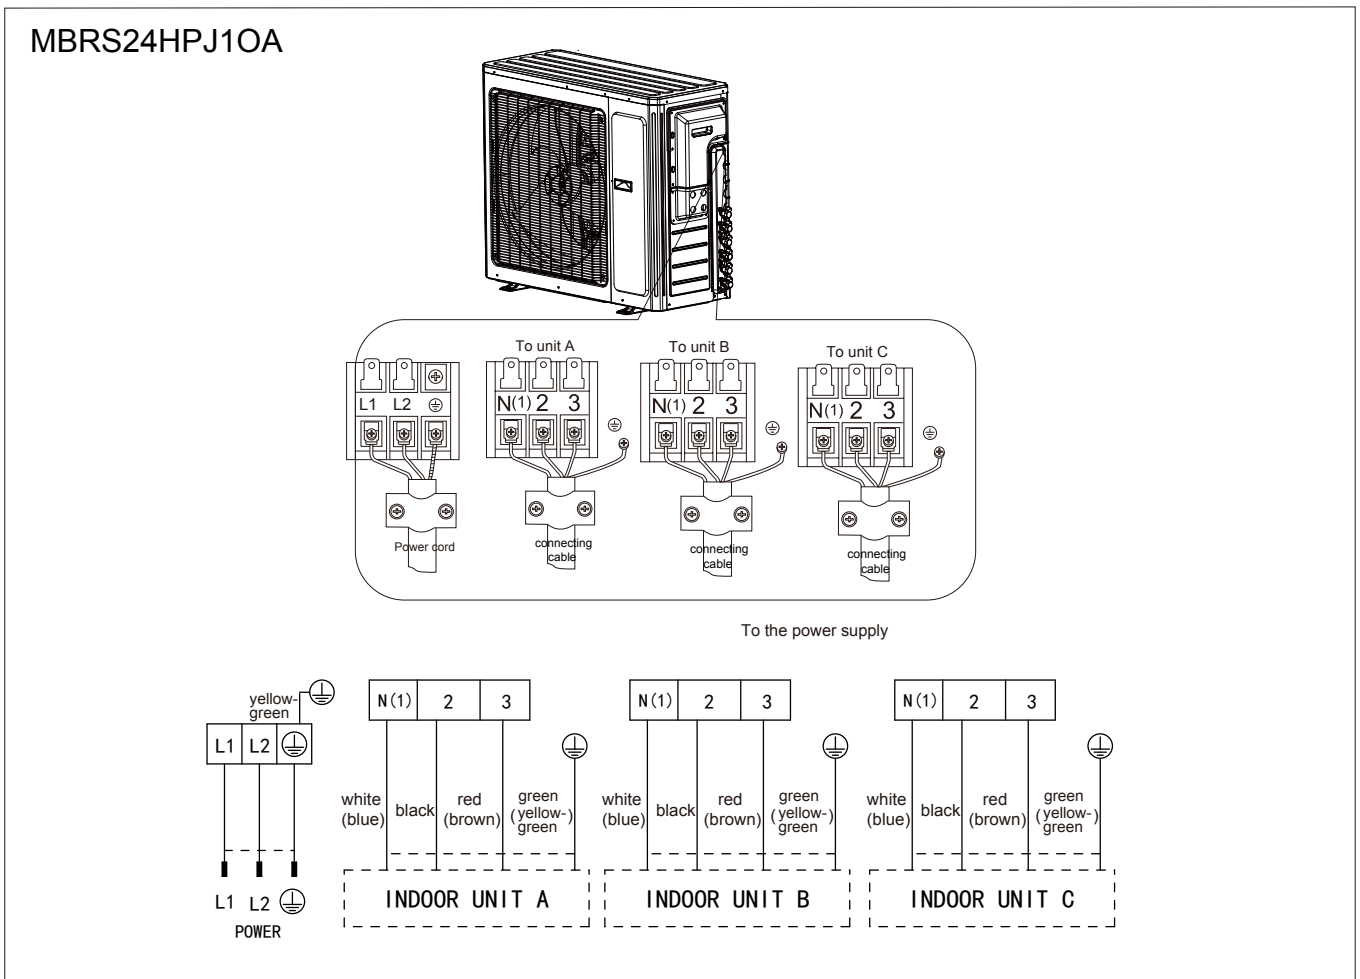 MBRS24HPJ1OA
To unit A
To unit B
To unit C
L1 L2
N(1) 2 3
N(1) 2 3
N(1) 2 3
Power cord
connecting
cable
connecting
cable
connecting
cable
To the power supply
yellow-
green
L1 L2
N(1) 2 3
N(1) 2 3
N(1) 2 3
white
(blue)
black
red
(brown)
green
(yellow-)
green
white
(blue)
black
red
(brown)
green
(yellow-)
green
white
(blue)
black
red
(brown)
green
(yellow-)
green
L1 L2
POWER
INDOOR UNIT A
INDOOR UNIT B
INDOOR UNIT C